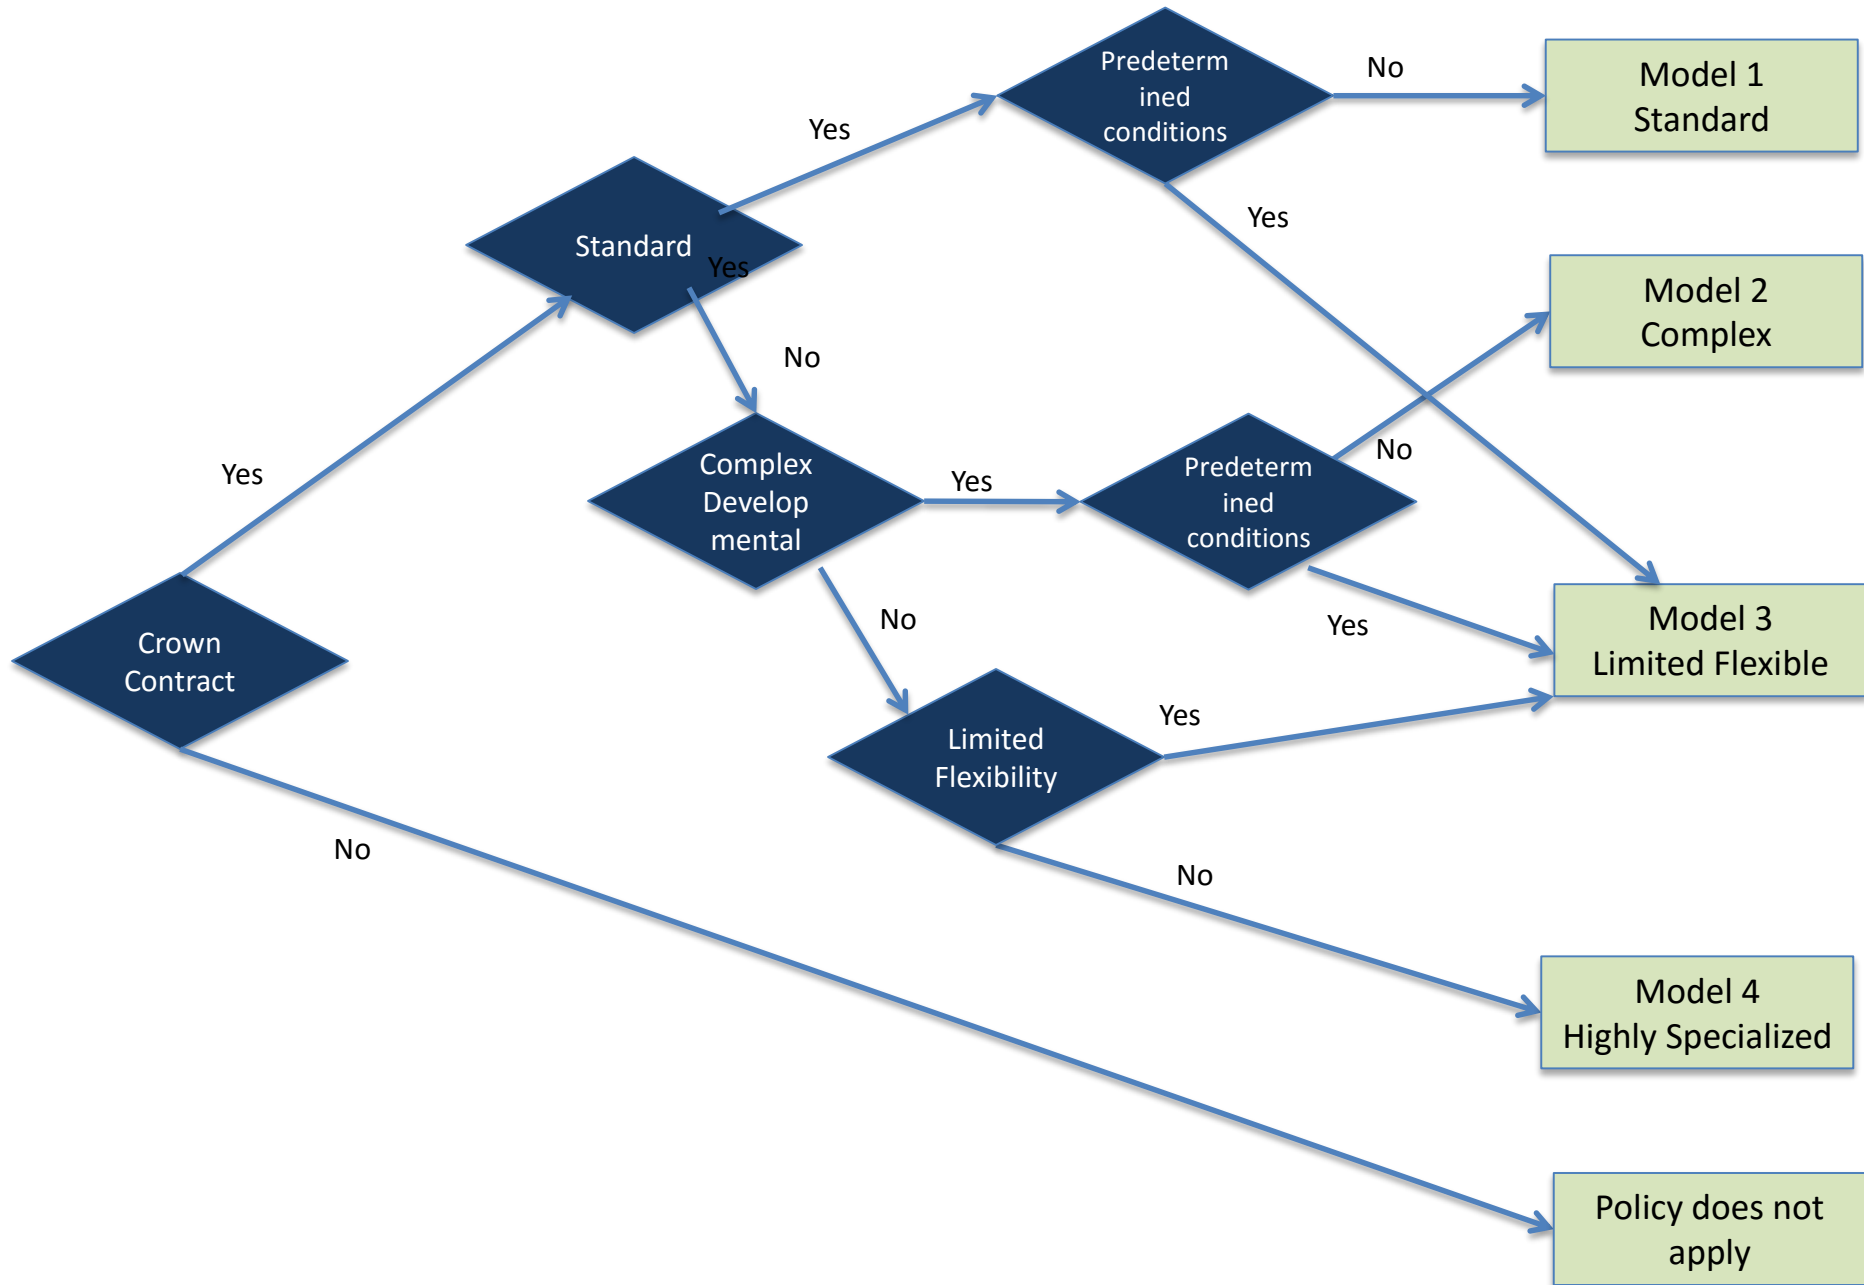 Predeterm
ined
conditions
No
Model 1
Standard
Yes
Standard
Yes
Yes
Model 2
Complex
No
Complex
Develop
mental
Yes
Predeterm
ined
conditions
No
Yes
Crown
Contract
No
Yes
Model 3
Limited Flexible
Limited
Flexibility
Yes
No
No
Model 4
Highly Specialized
Policy does not
apply